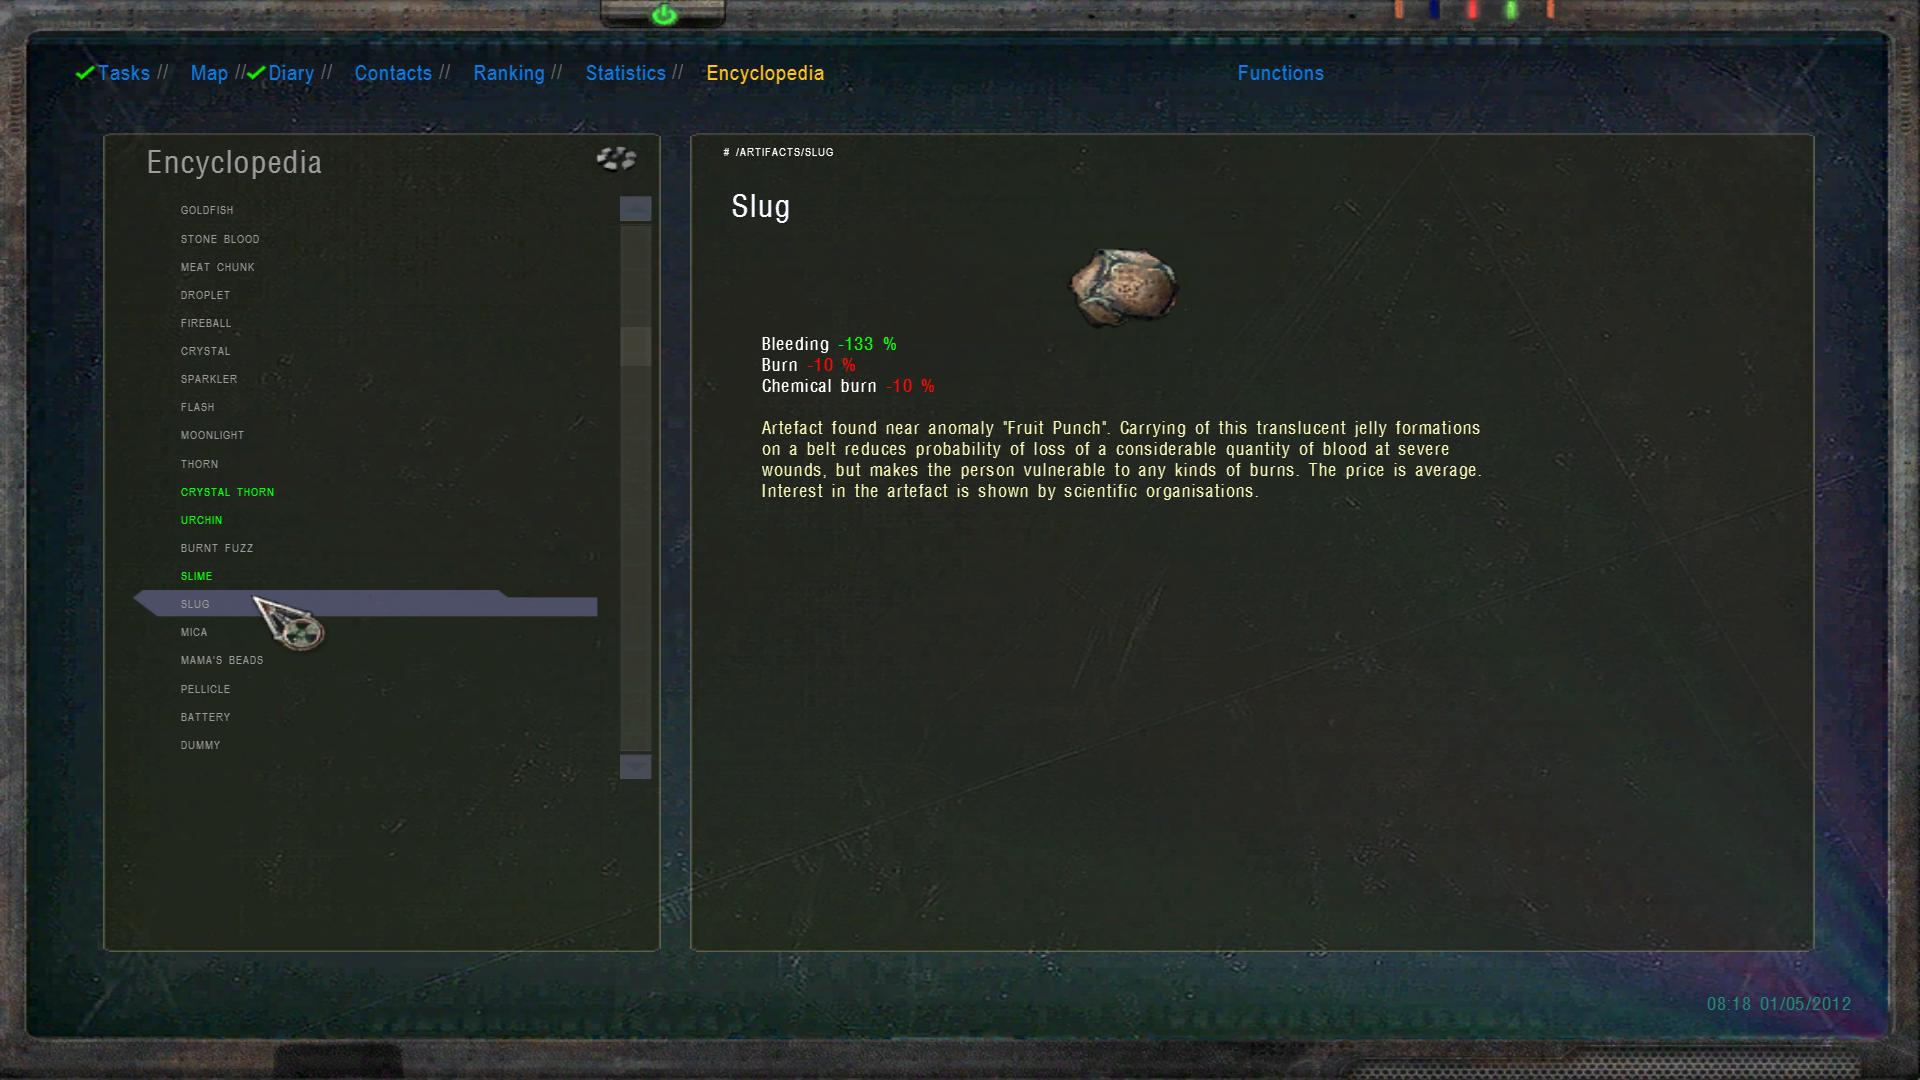 Tasks // Map // Diary // Contacts // Ranking // Statistics // Encyclopedia Functions
Encyclopedia
GOLDFISH
STONE BLOOD
MEAT CHUNK
DROPLET
FIREBALL
CRYSTAL
SPARKLER
FLASH
MOONLIGHT
THORN
CRYSTAL THORN
URCHIN
BURNT FUZZ
SLIME
SLUG
MICA
MAMA'S BEADS
PELLICLE
BATTERY
DUMMY
# /ARTIFACTS/SLUG
Slug
Bleeding -133 %
Burn -10 %
Chemical burn -10 %
Artefact found near anomaly "Fruit Punch". Carrying of this translucent jelly formations
on a belt reduces probability of loss of a considerable quantity of blood at severe
wounds, but makes the person vulnerable to any kinds of burns. The price is average.
Interest in the artefact is shown by scientific organisations.
08:18 01/05/2012